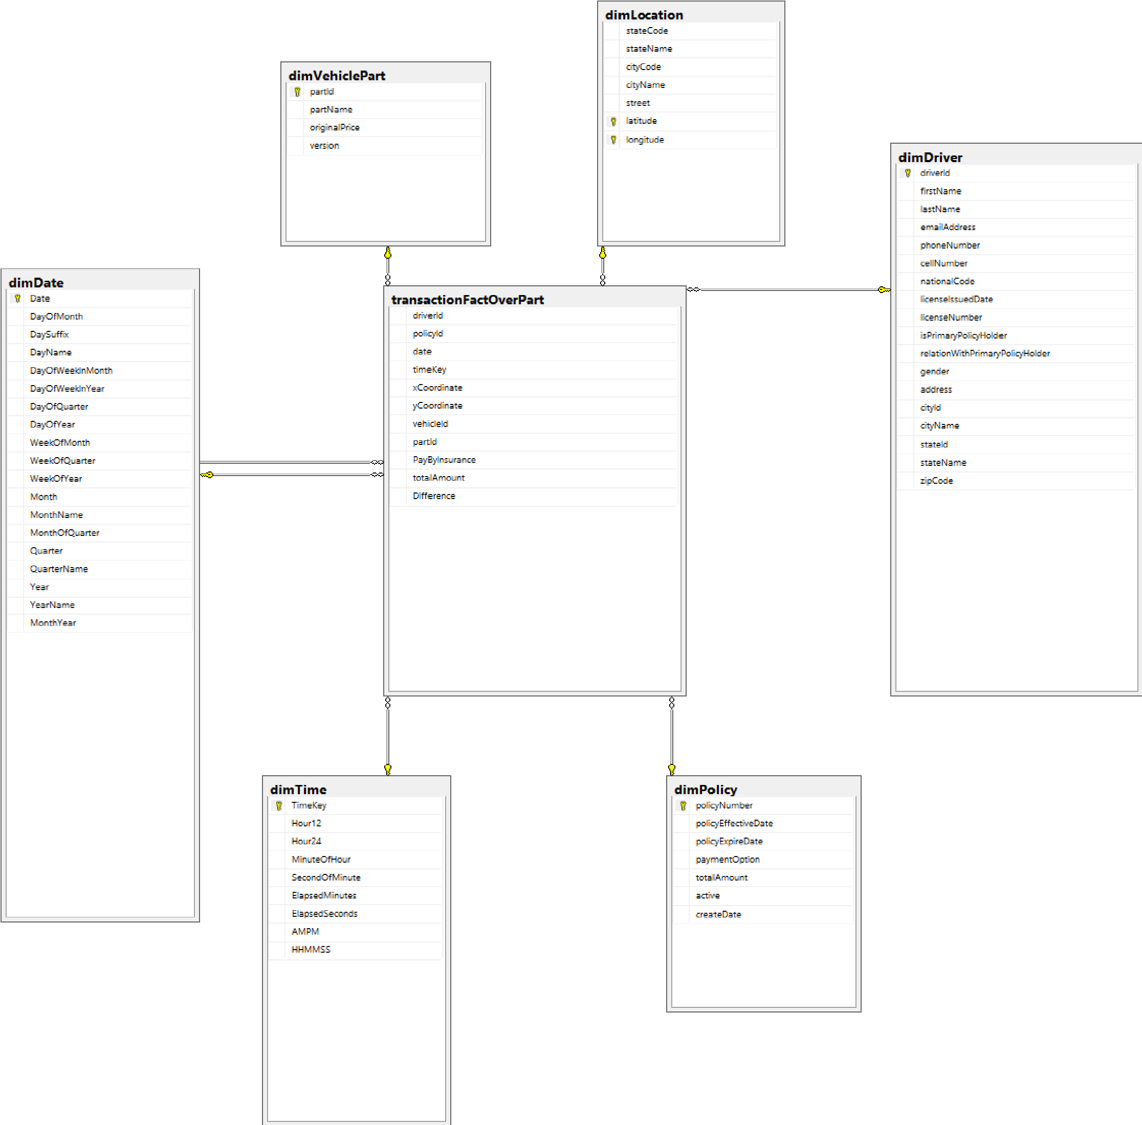 dimLocation
stateCode
stateName
cityCode
cityName
street
latitude
longitude
dimVehiclePart
partId
partName
originalPrice
version
dimDriver
driverId
firstName
lastName
emailAddress
phoneNumber
cellNumber
nationalCode
licenseIssuedDate
licenseNumber
isPrimaryPolicyHolder
relationWithPrimaryPolicyHolder
gender
address
cityId
cityName
stateId
stateName
zipCode
dimDate
Date
DayOfMonth
DaySuffix
DayName
DayOfWeekInMonth
DayOfWeekInYear
DayOfQuarter
DayOfYear
WeekOfMonth
WeekOfQuarter
WeekOfYear
Month
MonthName
MonthOfQuarter
Quarter
QuarterName
Year
YearName
MonthYear
transactionFactOverPart
driverId
policyId
date
timeKey
xCoordinate
yCoordinate
vehicleId
partId
PayByInsurance
totalAmount
Difference
dimTime
TimeKey
Hour12
Hour24
MinuteOfHour
SecondOfMinute
ElapsedMinutes
ElapsedSeconds
AMPM
HHMMSS
dimPolicy
policyNumber
policyEffectiveDate
policyExpireDate
paymentOption
totalAmount
active
createDate